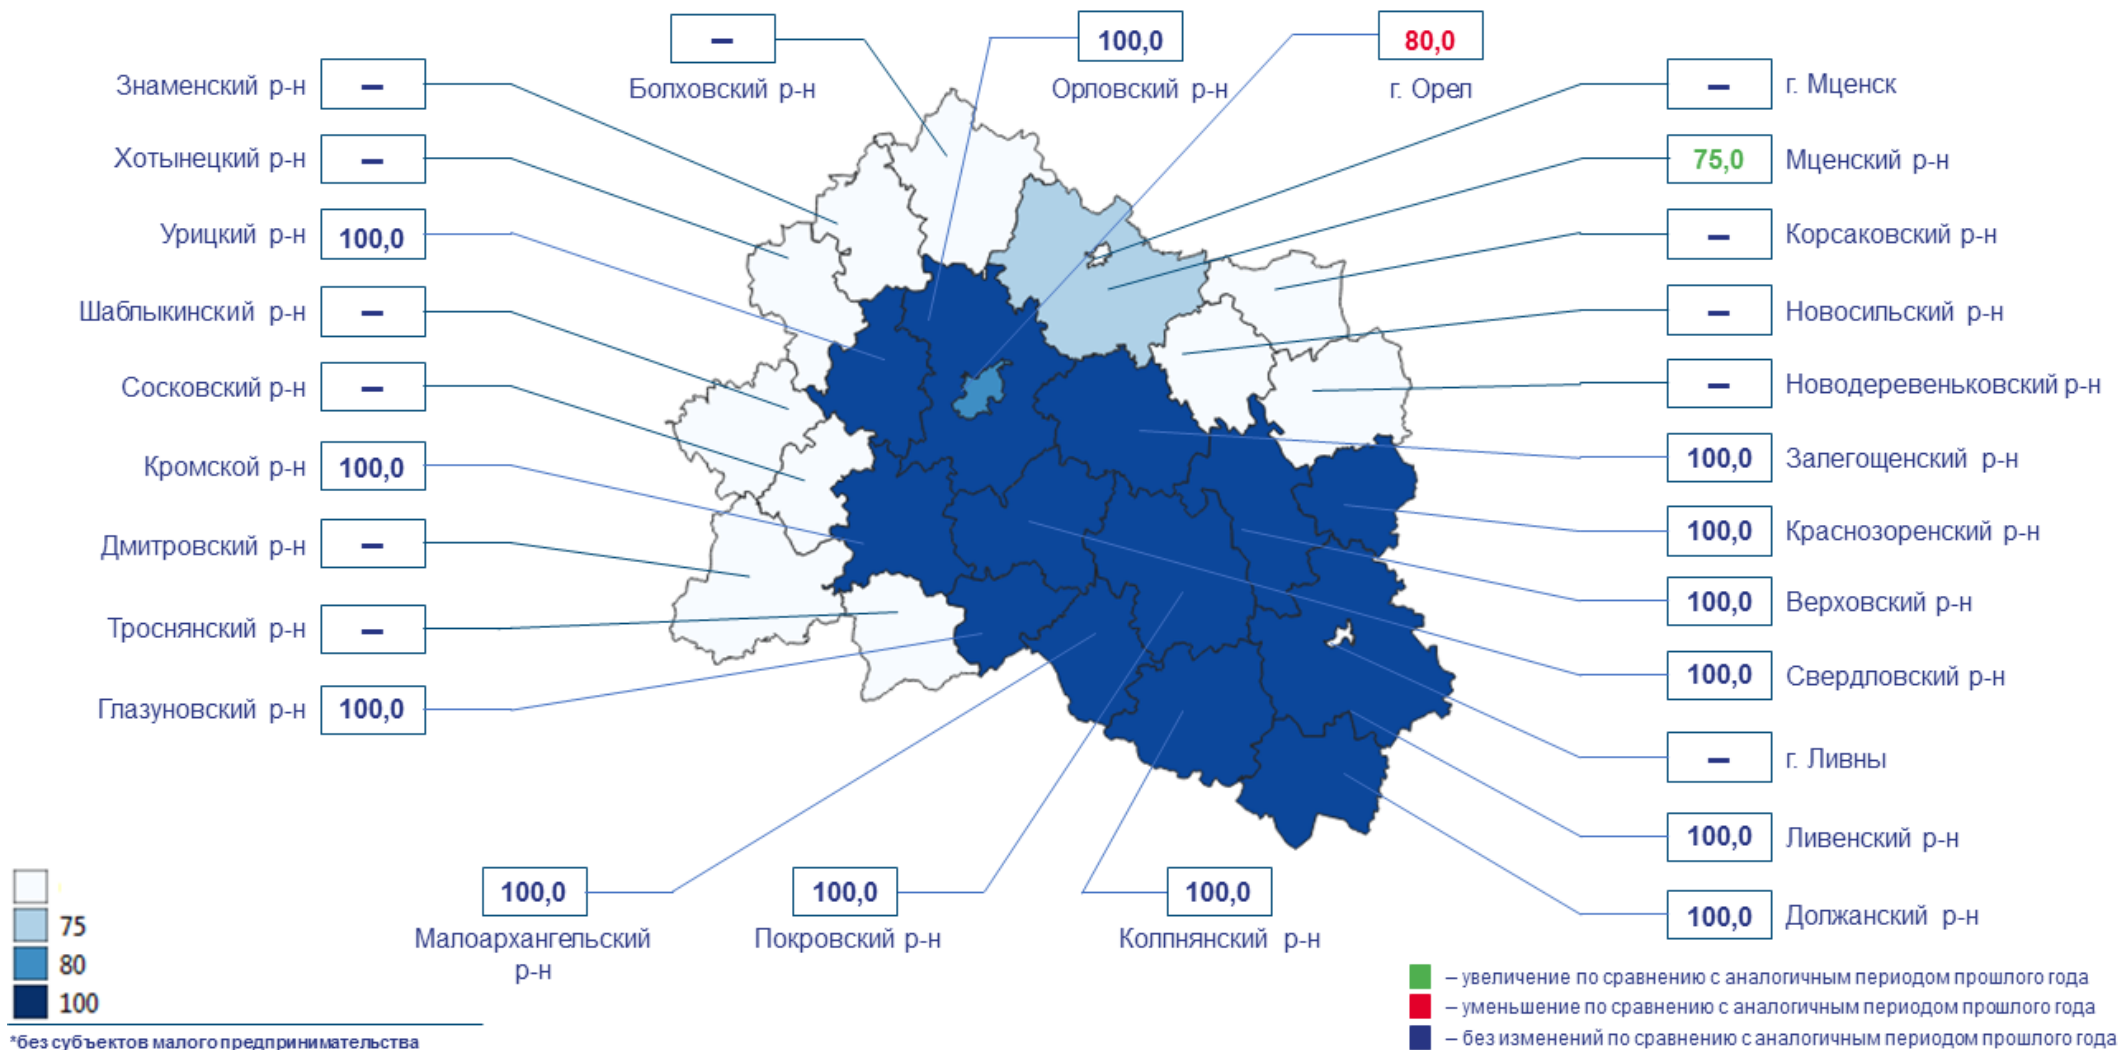 –
Болховский р-н
100,0
Орловский р-н
80,0
г. Орел
Знаменский р-н –
Хотынецкий р-н –
Урицкий р-н 100,0
Шаблыкинский р-н –
Сосковский р-н –
Кромской р-н 100,0
Дмитровский р-н –
Троснянский р-н –
Глазуновский р-н 100,0
– г. Мценск
75,0 Мценский р-н
– Корсаковский р-н
– Новосильский р-н
– Новодеревеньковский р-н
100,0 Залегощенский р-н
100,0 Краснозоренский р-н
100,0 Верховский р-н
100,0 Свердловский р-н
– г. Ливны
100,0 Ливенский р-н
100,0 Должанский р-н
100,0
Малоархангельский
р-н
100,0
Покровский р-н
100,0
Колпнянский р-н
75
80
100
*без субъектов малого предпринимательства
– увеличение по сравнению с аналогичным периодом прошлого года
– уменьшение по сравнению с аналогичным периодом прошлого года
– без изменений по сравнению с аналогичным периодом прошлого года